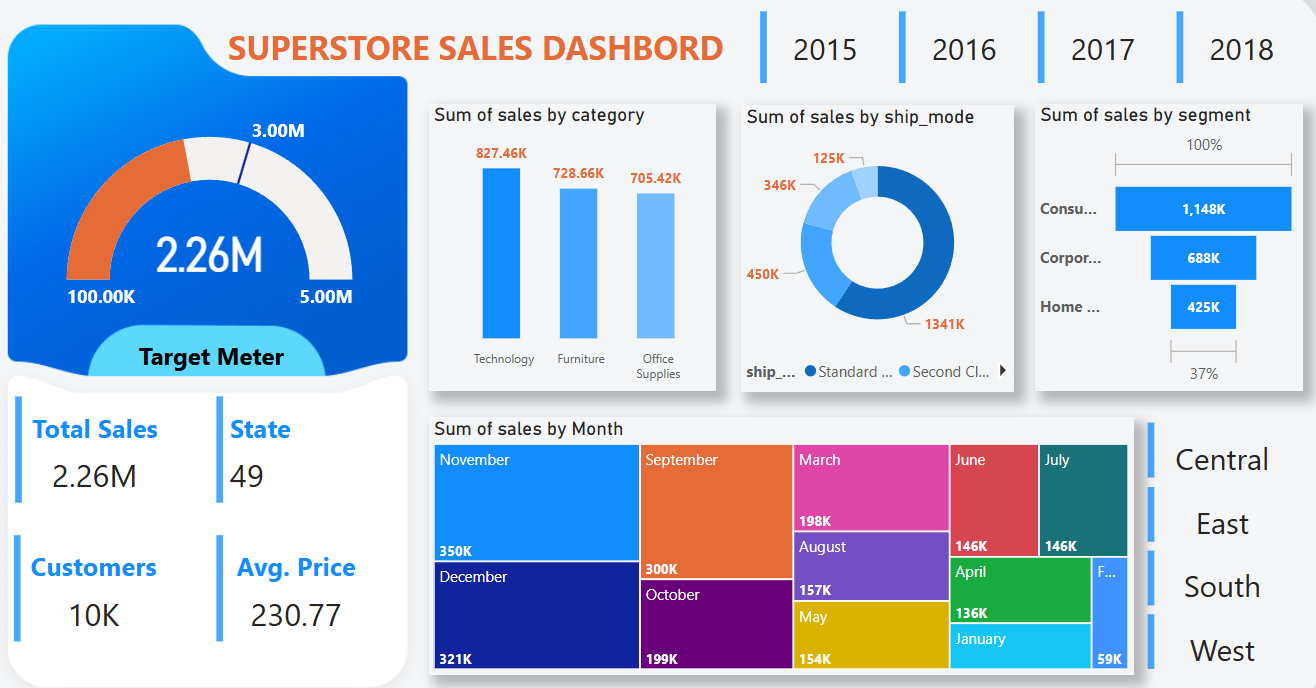 SUPERSTORE SALES DASHBORD
2015
2016
2017
2018
3.00M
2.26M
100.00K
5.00M
Target Meter
Total Sales
2.26M
State
49
Customers
10K
Avg. Price
230.77
Sum of sales by category
827.46K
728.66K
705.42K
Technology
Furniture
Office
Supplies
Sum of sales by ship_mode
125K
346K
450K
1341K
ship_...
Standard ...
Second Cl...
Sum of sales by segment
100%
Consu...
1,148K
Corpor...
688K
Home ...
425K
37%
Sum of sales by Month
November
350K
December
321K
September
300K
October
199K
March
198K
August
157K
May
154K
June
146K
July
146K
April
136K
January
F...
59K
Central
East
South
West